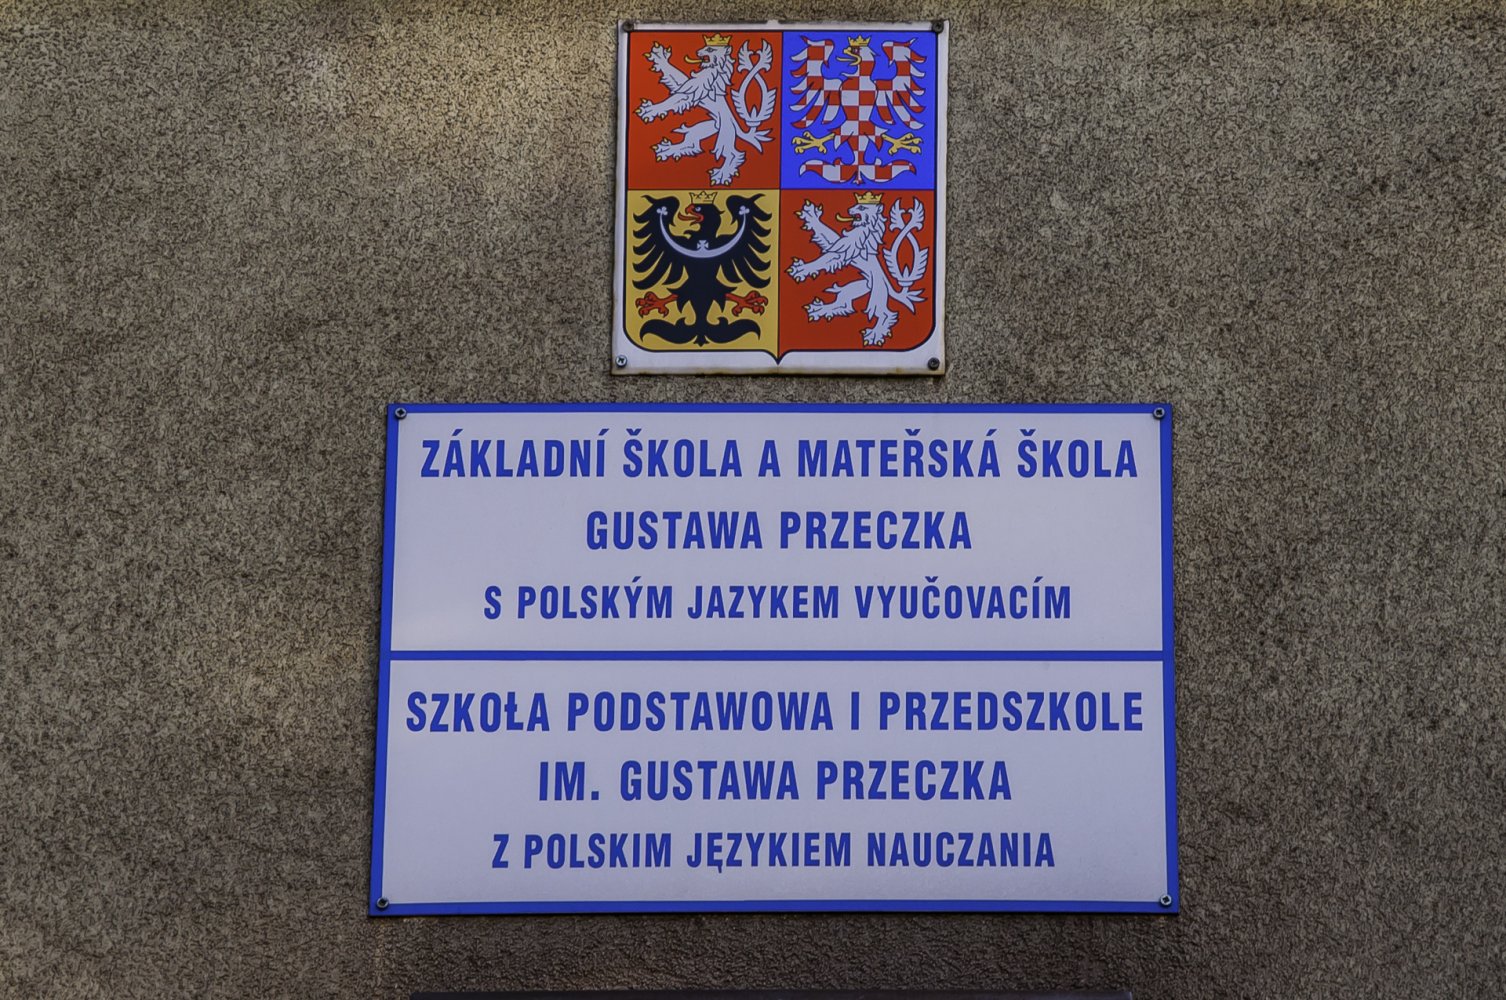 ZÁKLADNÍ ŠKOLA A MATEŘSKÁ ŠKOLA
GUSTAWA PRZECZKA
S POLSKÝM JAZYKEM VYUČOVACÍM
SZKOŁA PODSTAWOWA I PRZEDSZKOLE
IM. GUSTAWA PRZECZKA
Z POLSKIM JĘZYKIEM NAUCZANIA